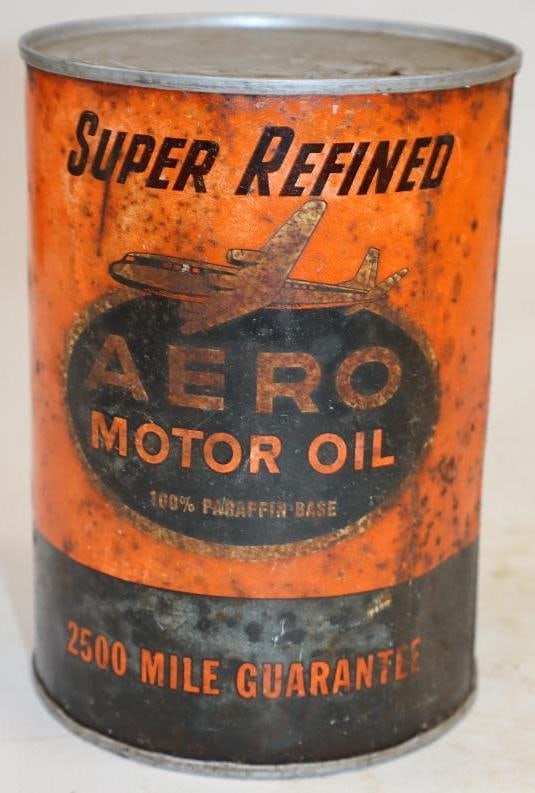 SUPER REFINED
AERO
MOTOR OIL
100% PARAFFIN-BASE
2500 MILE GUARANTEE